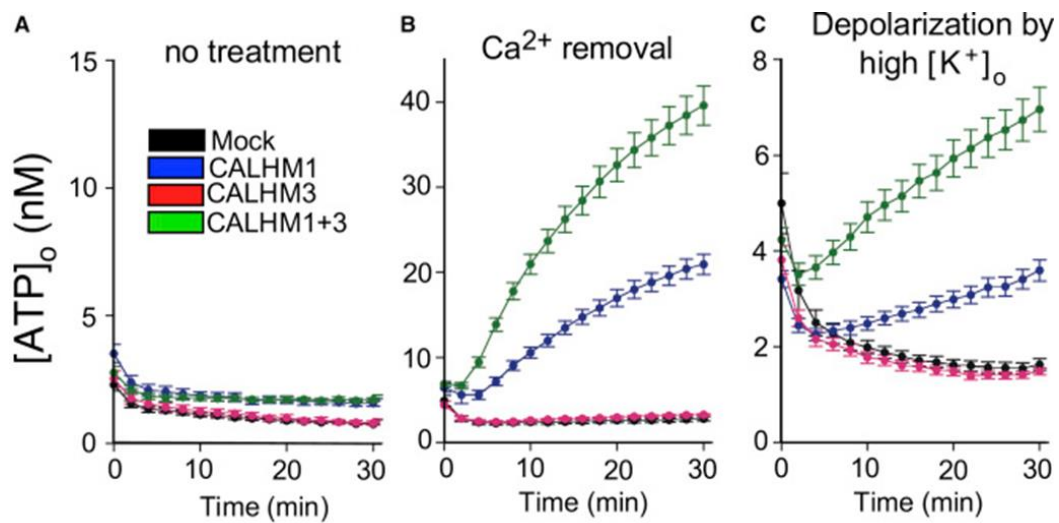 A
no treatment
15
10
5
0
[ATP]o (nM)
Mock
CALHM1
CALHM3
CALHM1+3
0
10
20
30
Time (min)
B
Ca2+ removal
40
30
20
10
0
0
10
20
30
Time (min)
C
Depolarization by
high [K+]o
8
6
4
2
0
0
10
20
30
Time (min)